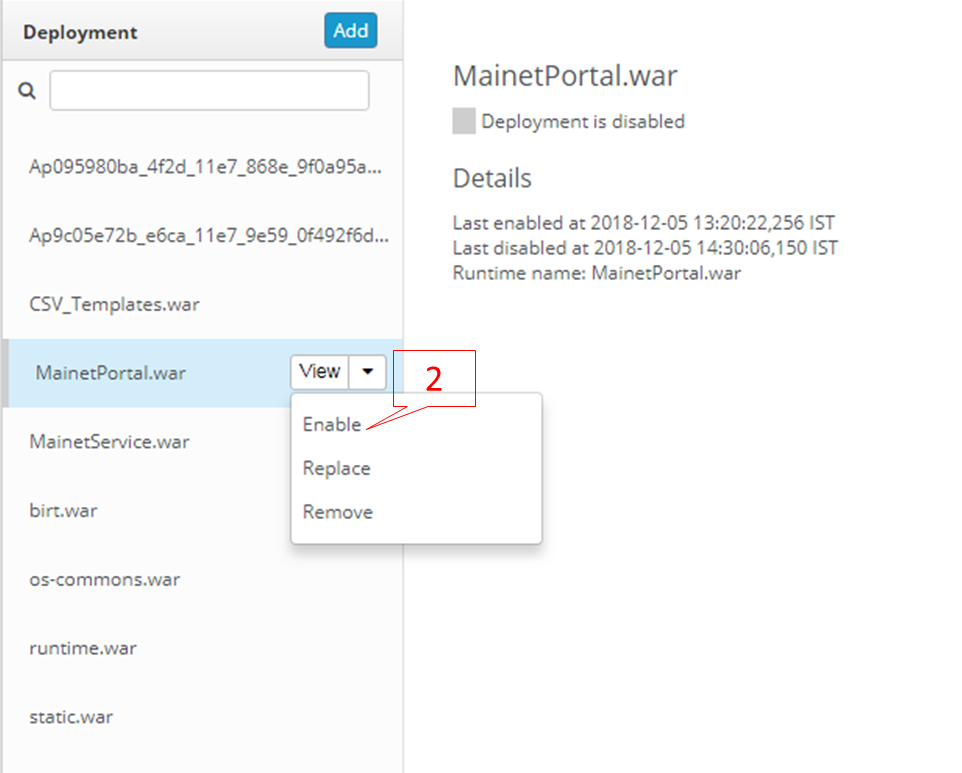 Deployment
Add
Ap095980ba_4f2d_11e7_868e_9f0a95a...
Ap9c05e72b_e6ca_11e7_9e59_0f492f6d...
CSV_Templates.war
MainetPortal.war
View
2
Enable
Replace
Remove
MainetService.war
birt.war
os-commons.war
runtime.war
static.war
MainetPortal.war
Deployment is disabled
Details
Last enabled at 2018-12-05 13:20:22,256 IST
Last disabled at 2018-12-05 14:30:06,150 IST
Runtime name: MainetPortal.war